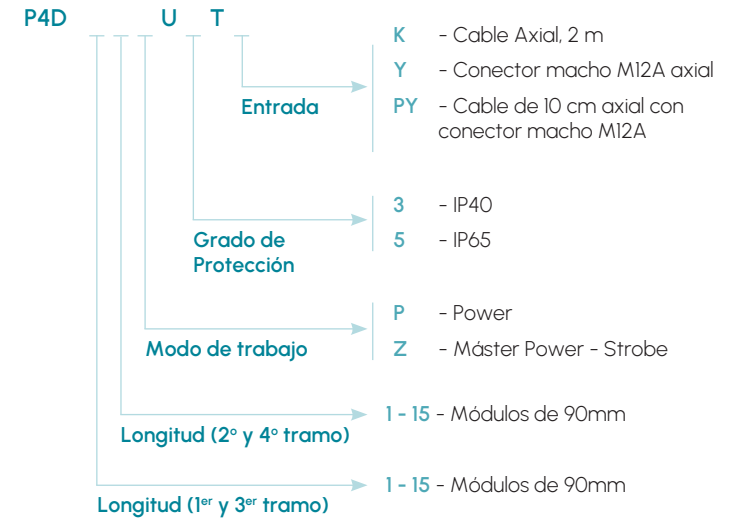 P4D _ _ _ U _ T _
K - Cable Axial, 2 m
Y - Conector macho M12A axial
Entrada
PY - Cable de 10 cm axial con
conector macho M12A
3 - IP40
Grado de
Protección
5 - IP65
P - Power
Modo de trabajo
Z - Máster Power - Strobe
1 - 15 - Módulos de 90mm
Longitud (2º y 4º tramo)
1 - 15 - Módulos de 90mm
Longitud (1er y 3er tramo)